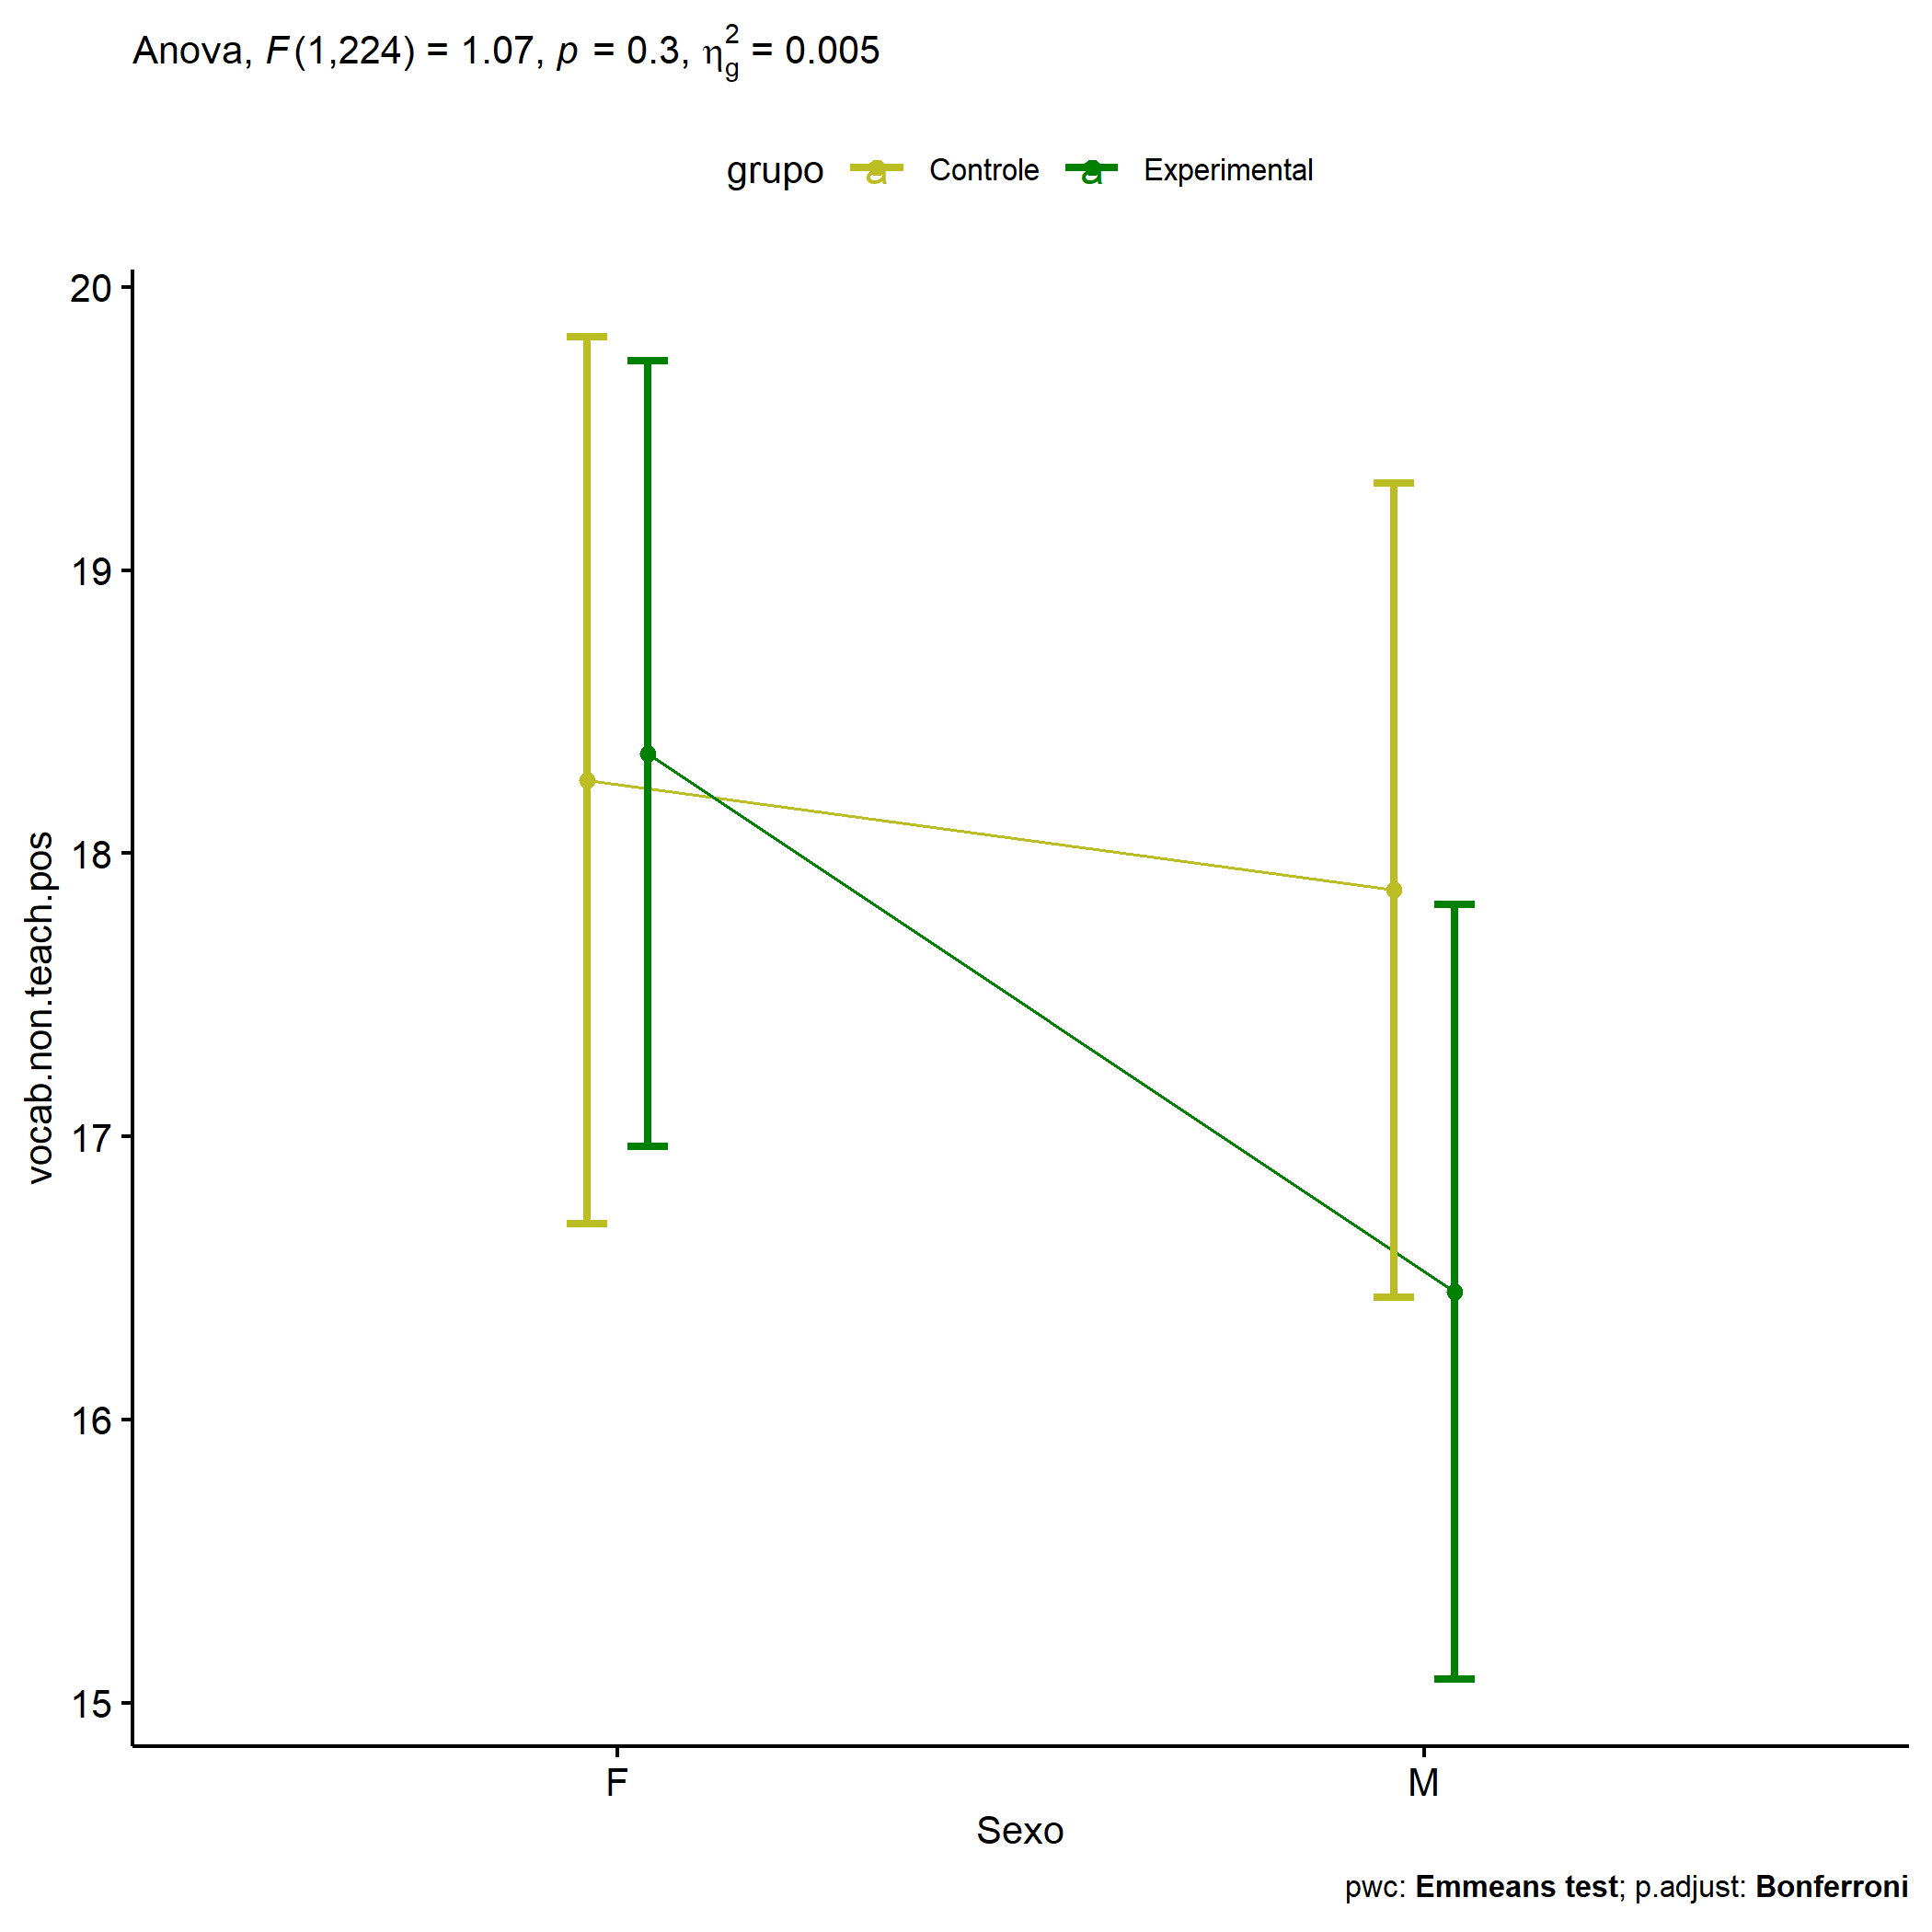 Anova, F(1,224) = 1.07, p = 0.3, η²g = 0.005
grupo a Controle a Experimental
20
19
18
17
16
15
vocab.non.teach.pos
F M
Sexo
pwc: Emmeans test; p.adjust: Bonferroni